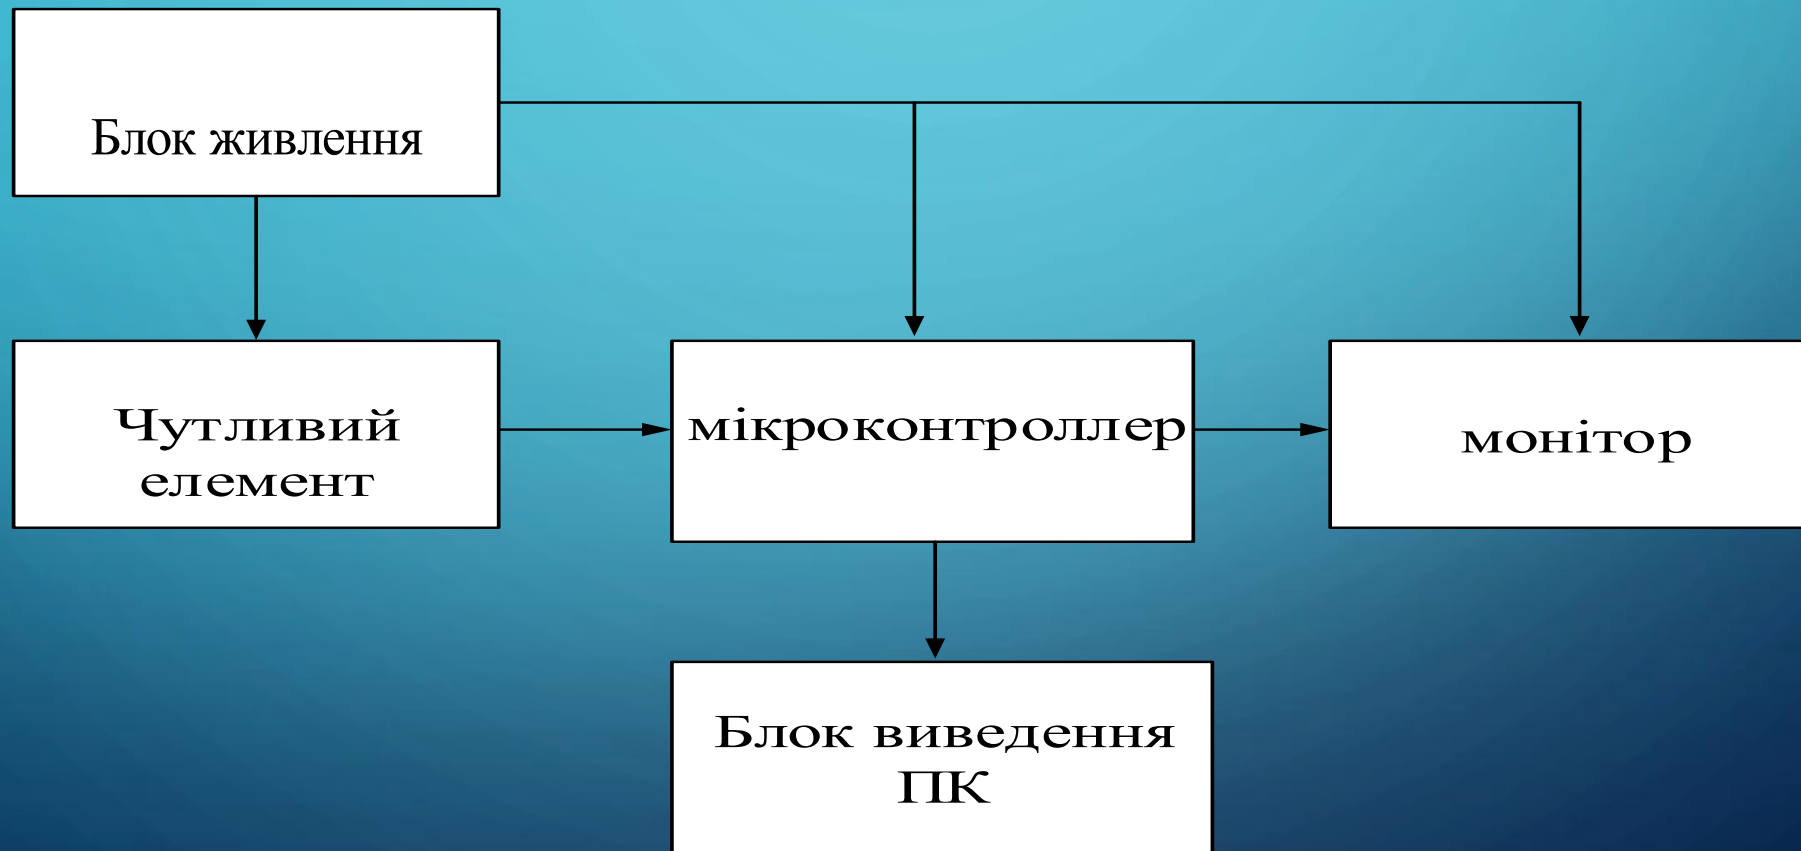 Блок живлення
Чутливий
елемент
мікроконтроллер
монітор
Блок виведення
ПК